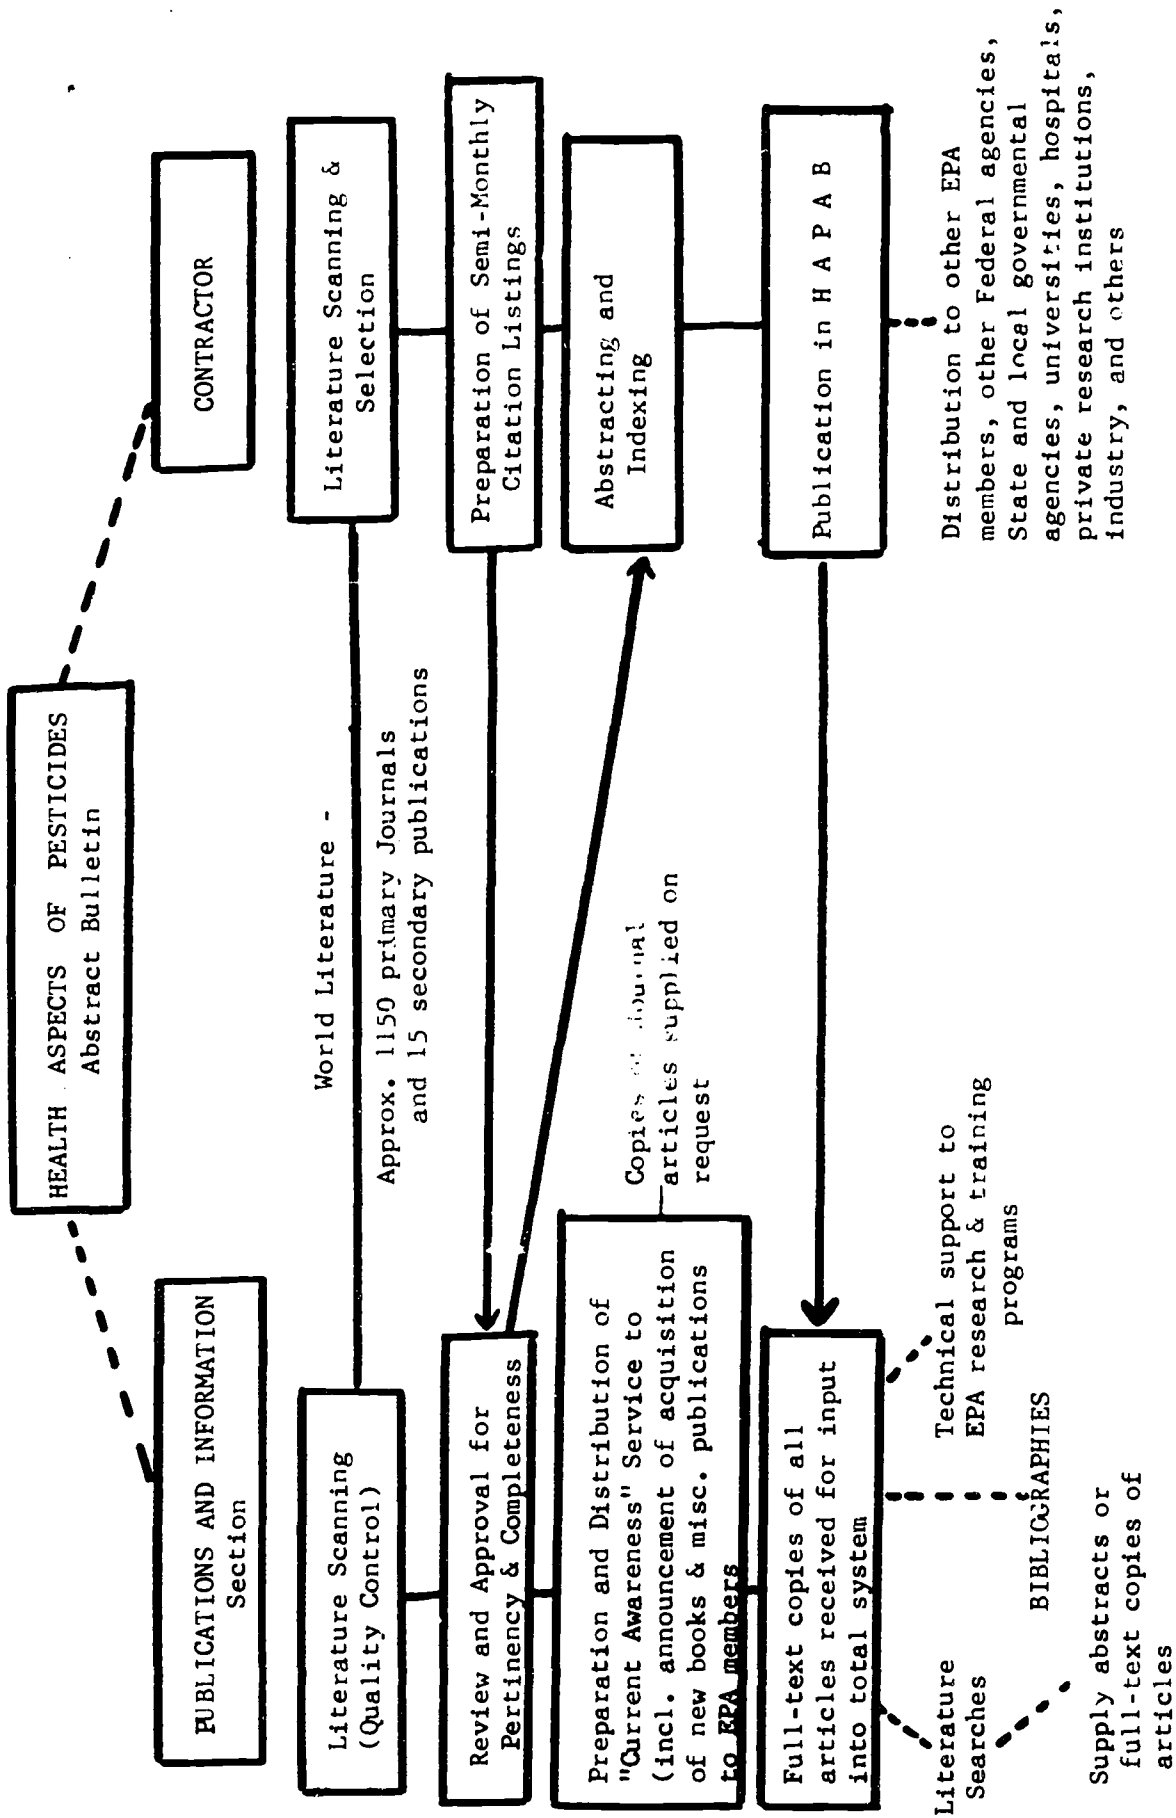 HEALTH ASPECTS OF PESTICIDES
Abstract Bulletin
PUBLICATIONS AND INFORMATION
Section
CONTRACTOR
Literature Scanning
(Quality Control)
World Literature -
Approx. 1150 primary Journals
and 15 secondary publications
Literature Scanning &
Selection
Review and Approval for
Pertinency & Completeness
Preparation of Semi-Monthly
Citation Listings
Preparation and Distribution of
"Current Awareness" Service to
(incl. announcement of acquisition
of new books & misc. publications
to EPA members
Copies of Journal
articles supplied on
request
Abstracting and
Indexing
Full-text copies of all
articles received for input
into total system
Publication in H A P A B
Literature
Searches
Supply abstracts or
full-text copies of
articles
BIBLIOGRAPHIES
Technical support to
EPA research & training
programs
Distribution to other EPA
members, other Federal agencies,
State and local governmental
agencies, universities, hospitals,
private research institutions,
industry, and others